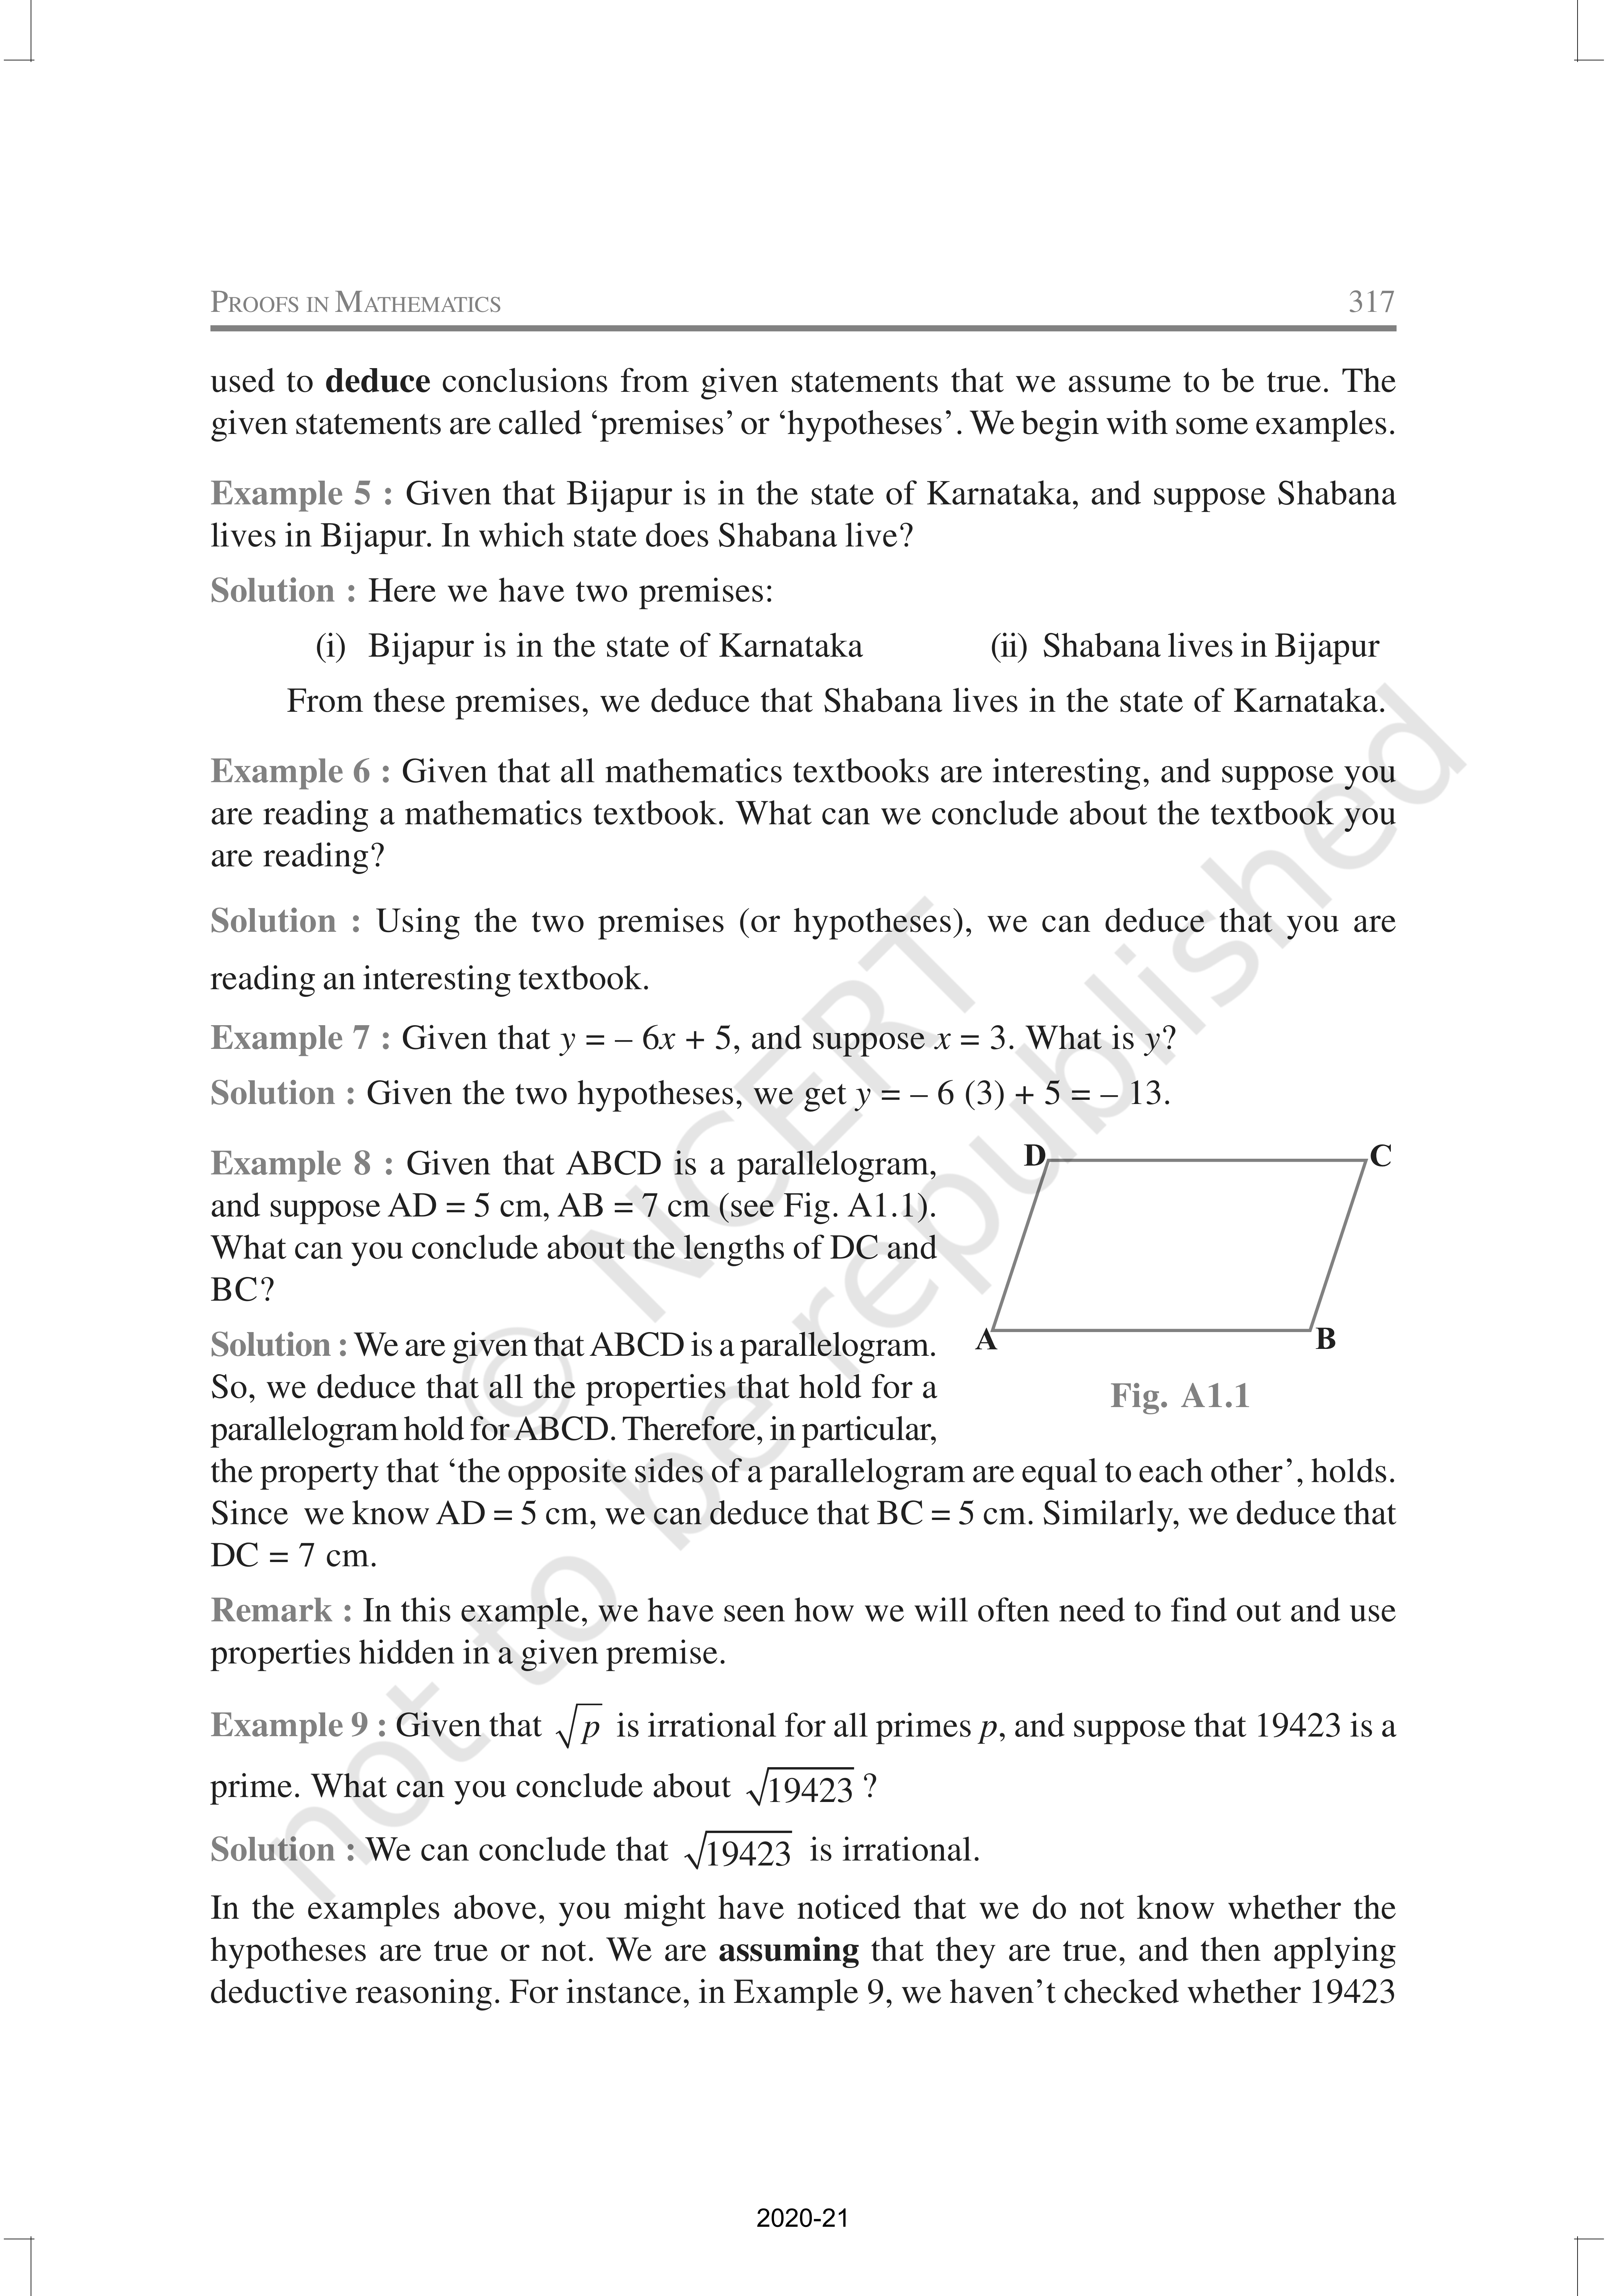 PROOFS IN MATHEMATICS 317
used to deduce conclusions from given statements that we assume to be true. The
given statements are called ‘premises’ or ‘hypotheses’. We begin with some examples.
Example 5 : Given that Bijapur is in the state of Karnataka, and suppose Shabana
lives in Bijapur. In which state does Shabana live?
Solution : Here we have two premises:
(i) Bijapur is in the state of Karnataka (ii) Shabana lives in Bijapur
From these premises, we deduce that Shabana lives in the state of Karnataka.
Example 6 : Given that all mathematics textbooks are interesting, and suppose you
are reading a mathematics textbook. What can we conclude about the textbook you
are reading?
Solution : Using the two premises (or hypotheses), we can deduce that you are
reading an interesting textbook.
Example 7 : Given that y = – 6x + 5, and suppose x = 3. What is y?
Solution : Given the two hypotheses, we get y = – 6 (3) + 5 = – 13.
Example 8 : Given that ABCD is a parallelogram,
and suppose AD = 5 cm, AB = 7 cm (see Fig. A1.1).
What can you conclude about the lengths of DC and
BC?
Solution : We are given that ABCD is a parallelogram.
So, we deduce that all the properties that hold for a
parallelogram hold for ABCD. Therefore, in particular,
D C
A B
Fig. A1.1
the property that ‘the opposite sides of a parallelogram are equal to each other’, holds.
Since we know AD = 5 cm, we can deduce that BC = 5 cm. Similarly, we deduce that
DC = 7 cm.
Remark : In this example, we have seen how we will often need to find out and use
properties hidden in a given premise.
Example 9 : Given that √p is irrational for all primes p, and suppose that 19423 is a
prime. What can you conclude about √19423 ?
Solution : We can conclude that √19423 is irrational.
In the examples above, you might have noticed that we do not know whether the
hypotheses are true or not. We are assuming that they are true, and then applying
deductive reasoning. For instance, in Example 9, we haven’t checked whether 19423
2020-21
© NCERT
not to be republished